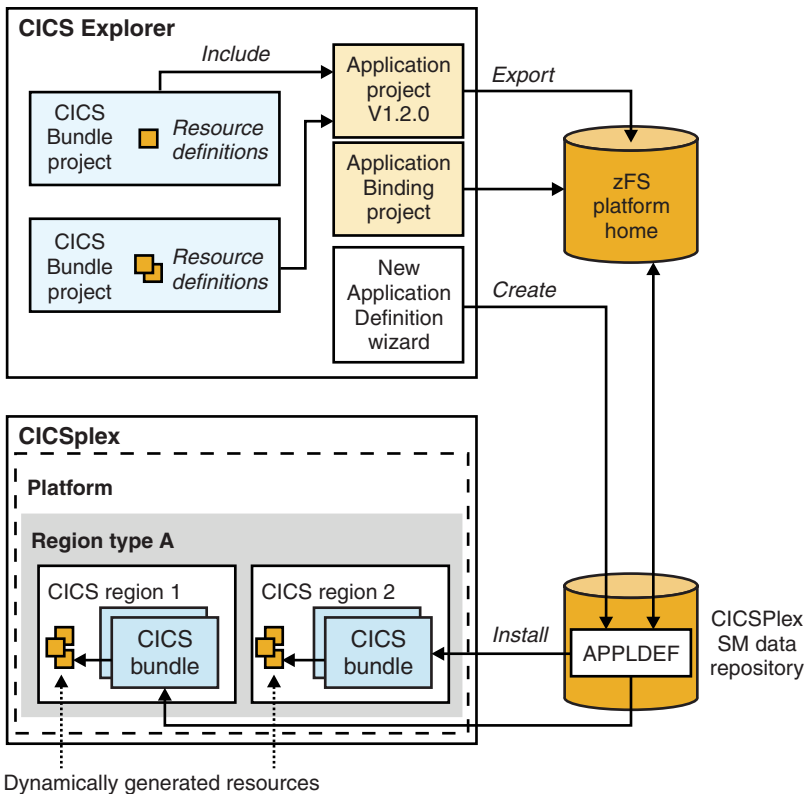 CICS Explorer
Include
Application
project
V1.2.0
Export
CICS
Bundle
project
Resource
definitions
Application
Binding
project
zFS
platform
home
CICS
Bundle
project
Resource
definitions
New
Application
Definition
wizard
Create
CICSplex
Platform
Region type A
CICS region 1
CICS
bundle
CICS region 2
CICS
bundle
Install
APPLDEF
CICSPlex
SM data
repository
Dynamically generated resources